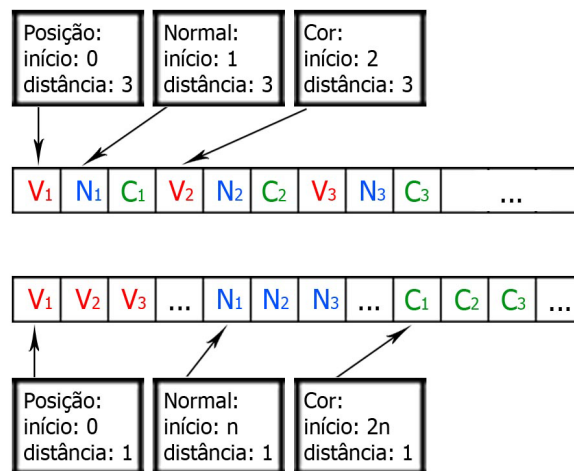 Posição:
início: 0
distância: 3
Normal:
início: 1
distância: 3
Cor:
início: 2
distância: 3
V1 N1 C1 V2 N2 C2 V3 N3 C3 ...
V1 V2 V3 ... N1 N2 N3 ... C1 C2 C3 ...
Posição:
início: 0
distância: 1
Normal:
início: n
distância: 1
Cor:
início: 2n
distância: 1